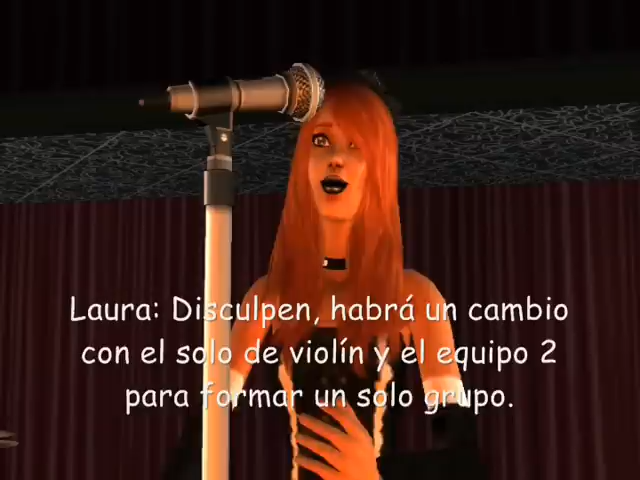 Laura: Disculpen, habrá un cambio
con el solo de violín y el equipo 2
para formar un solo grupo.